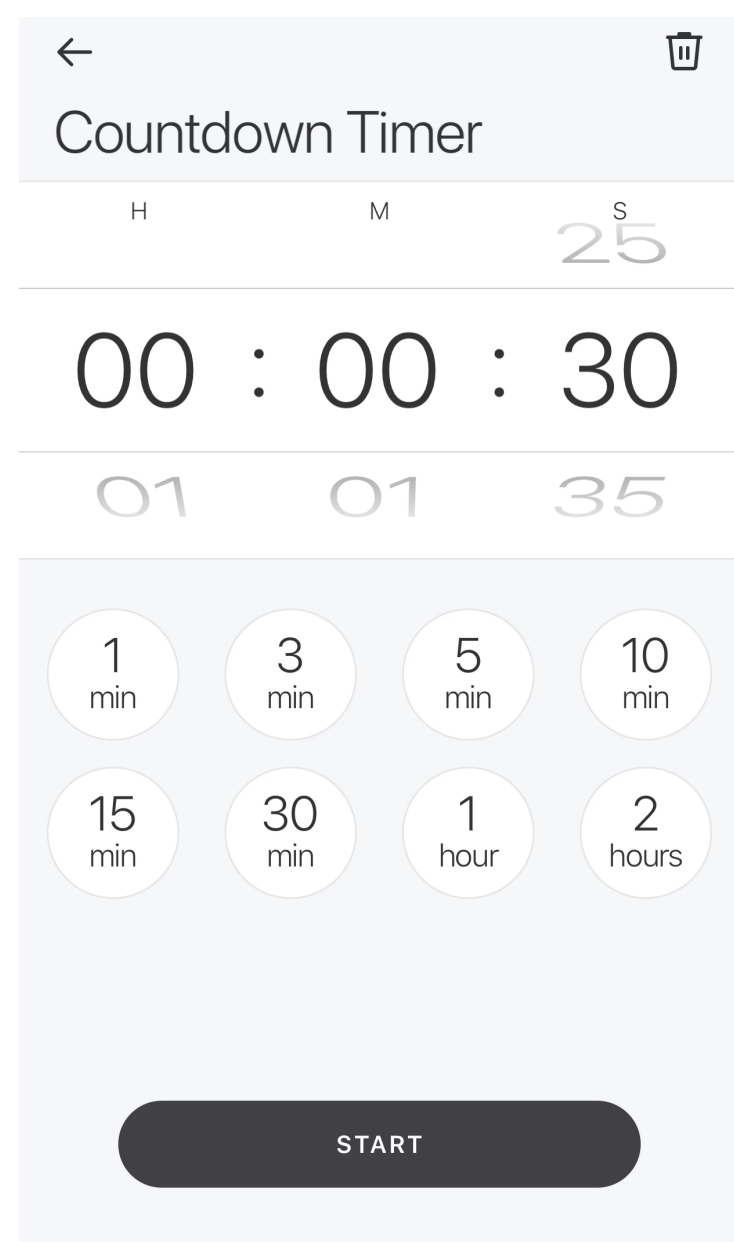 Countdown Timer
H M S
25
00 : 00 : 30
01 01 35
1 min
3 min
5 min
10 min
15 min
30 min
1 hour
2 hours
START